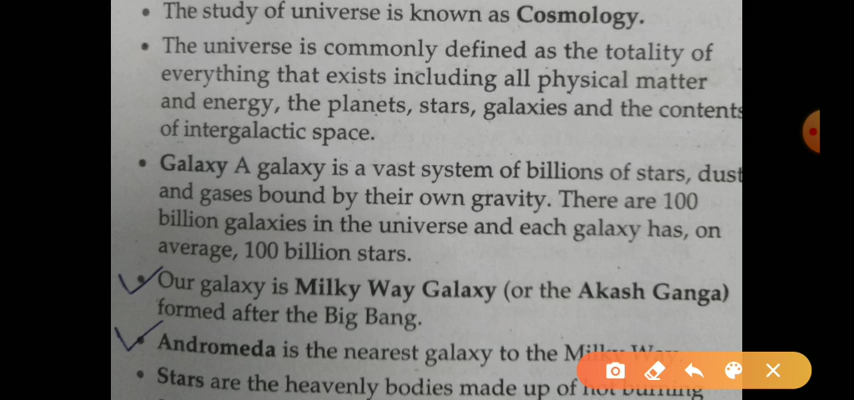 • The study of universe is known as Cosmology.
• The universe is commonly defined as the totality of
everything that exists including all physical matter
and energy, the planets, stars, galaxies and the contents
of intergalactic space.
• Galaxy A galaxy is a vast system of billions of stars, dust
and gases bound by their own gravity. There are 100
billion galaxies in the universe and each galaxy has, on
average, 100 billion stars.
• Our galaxy is Milky Way Galaxy (or the Akash Ganga)
formed after the Big Bang.
• Andromeda is the nearest galaxy to the Milky Way.
• Stars are the heavenly bodies made up of hot burning